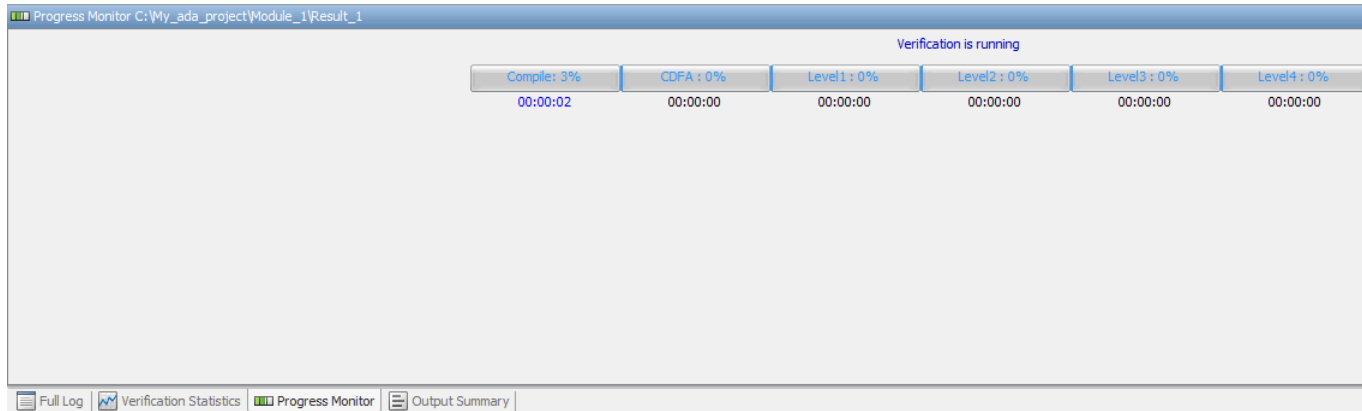 Progress Monitor C:\My_ada_project\Module_1\Result_1
Verification is running
Compile: 3% CDFA : 0% Level1 : 0% Level2 : 0% Level3 : 0% Level4 : 0%
00:00:02 00:00:00 00:00:00 00:00:00 00:00:00 00:00:00
Full Log Verification Statistics Progress Monitor Output Summary